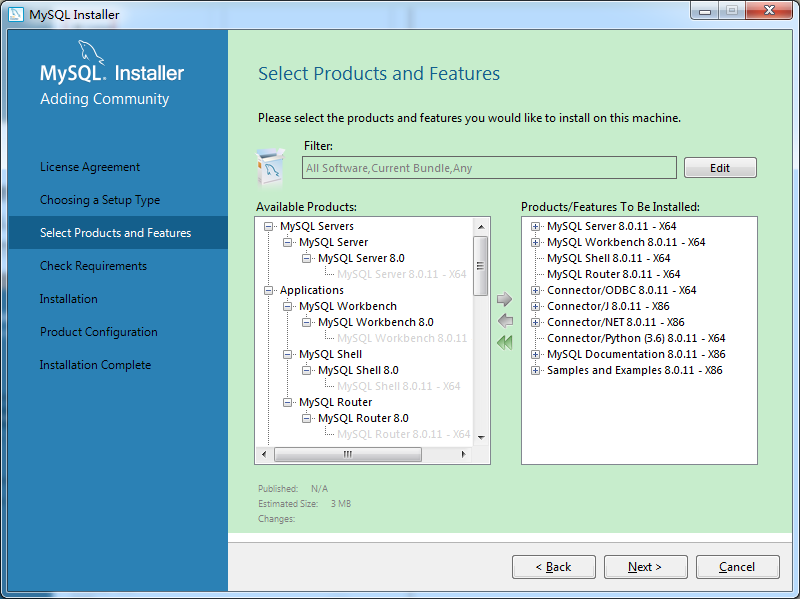 MySQL Installer
MySQL. Installer
Adding Community
License Agreement
Choosing a Setup Type
Select Products and Features
Check Requirements
Installation
Product Configuration
Installation Complete
Select Products and Features
Please select the products and features you would like to install on this machine.
Filter:
All Software,Current Bundle,Any
Edit
Available Products:
MySQL Servers
MySQL Server
MySQL Server 8.0
MySQL Server 8.0.11 - X64
Applications
MySQL Workbench
MySQL Workbench 8.0
MySQL Workbench 8.0.11
MySQL Shell
MySQL Shell 8.0
MySQL Shell 8.0.11 - X64
MySQL Router
MySQL Router 8.0
MySQL Router 8.0.11 - X64
Products/Features To Be Installed:
MySQL Server 8.0.11 - X64
MySQL Workbench 8.0.11 - X64
MySQL Shell 8.0.11 - X64
MySQL Router 8.0.11 - X64
Connector/ODBC 8.0.11 - X64
Connector/J 8.0.11 - X86
Connector/NET 8.0.11 - X86
Connector/Python (3.6) 8.0.11 - X64
MySQL Documentation 8.0.11 - X86
Samples and Examples 8.0.11 - X86
Published: N/A
Estimated Size: 3 MB
Changes:
< Back
Next >
Cancel